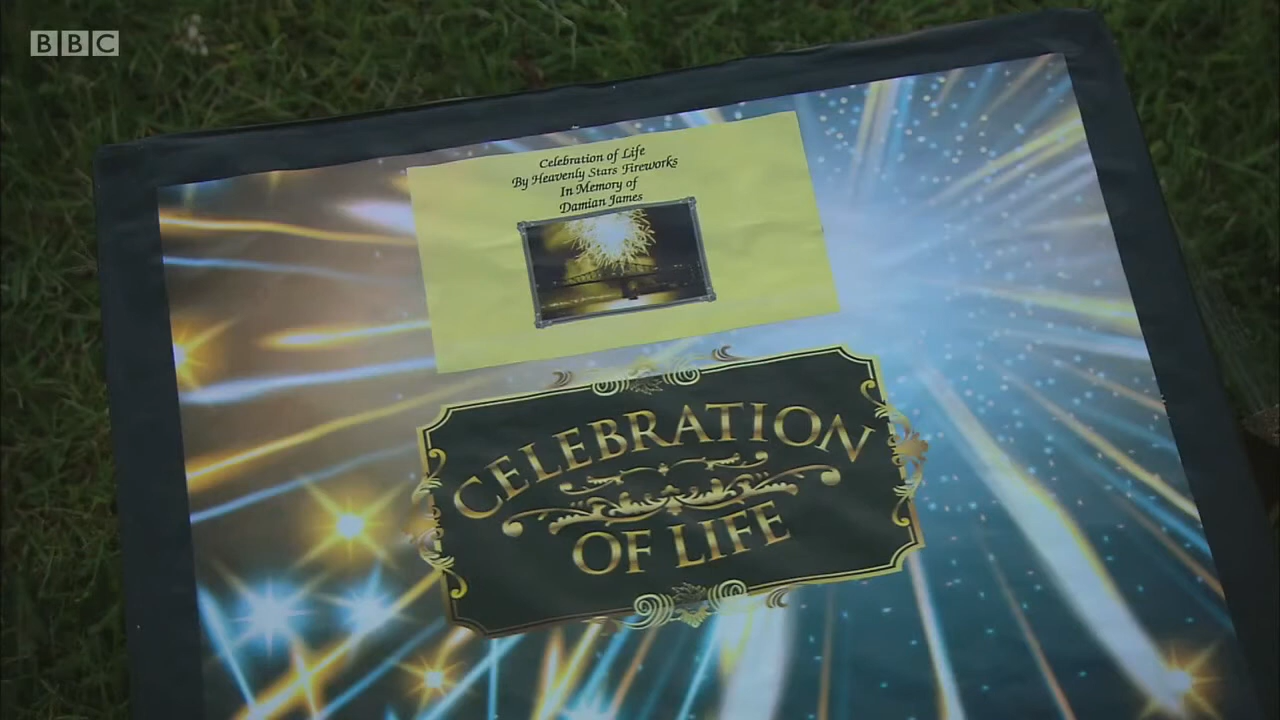 BBC
Celebration of Life
By Heavenly Stars Fireworks
In Memory of
Damian James
CELEBRATION
OF LIFE